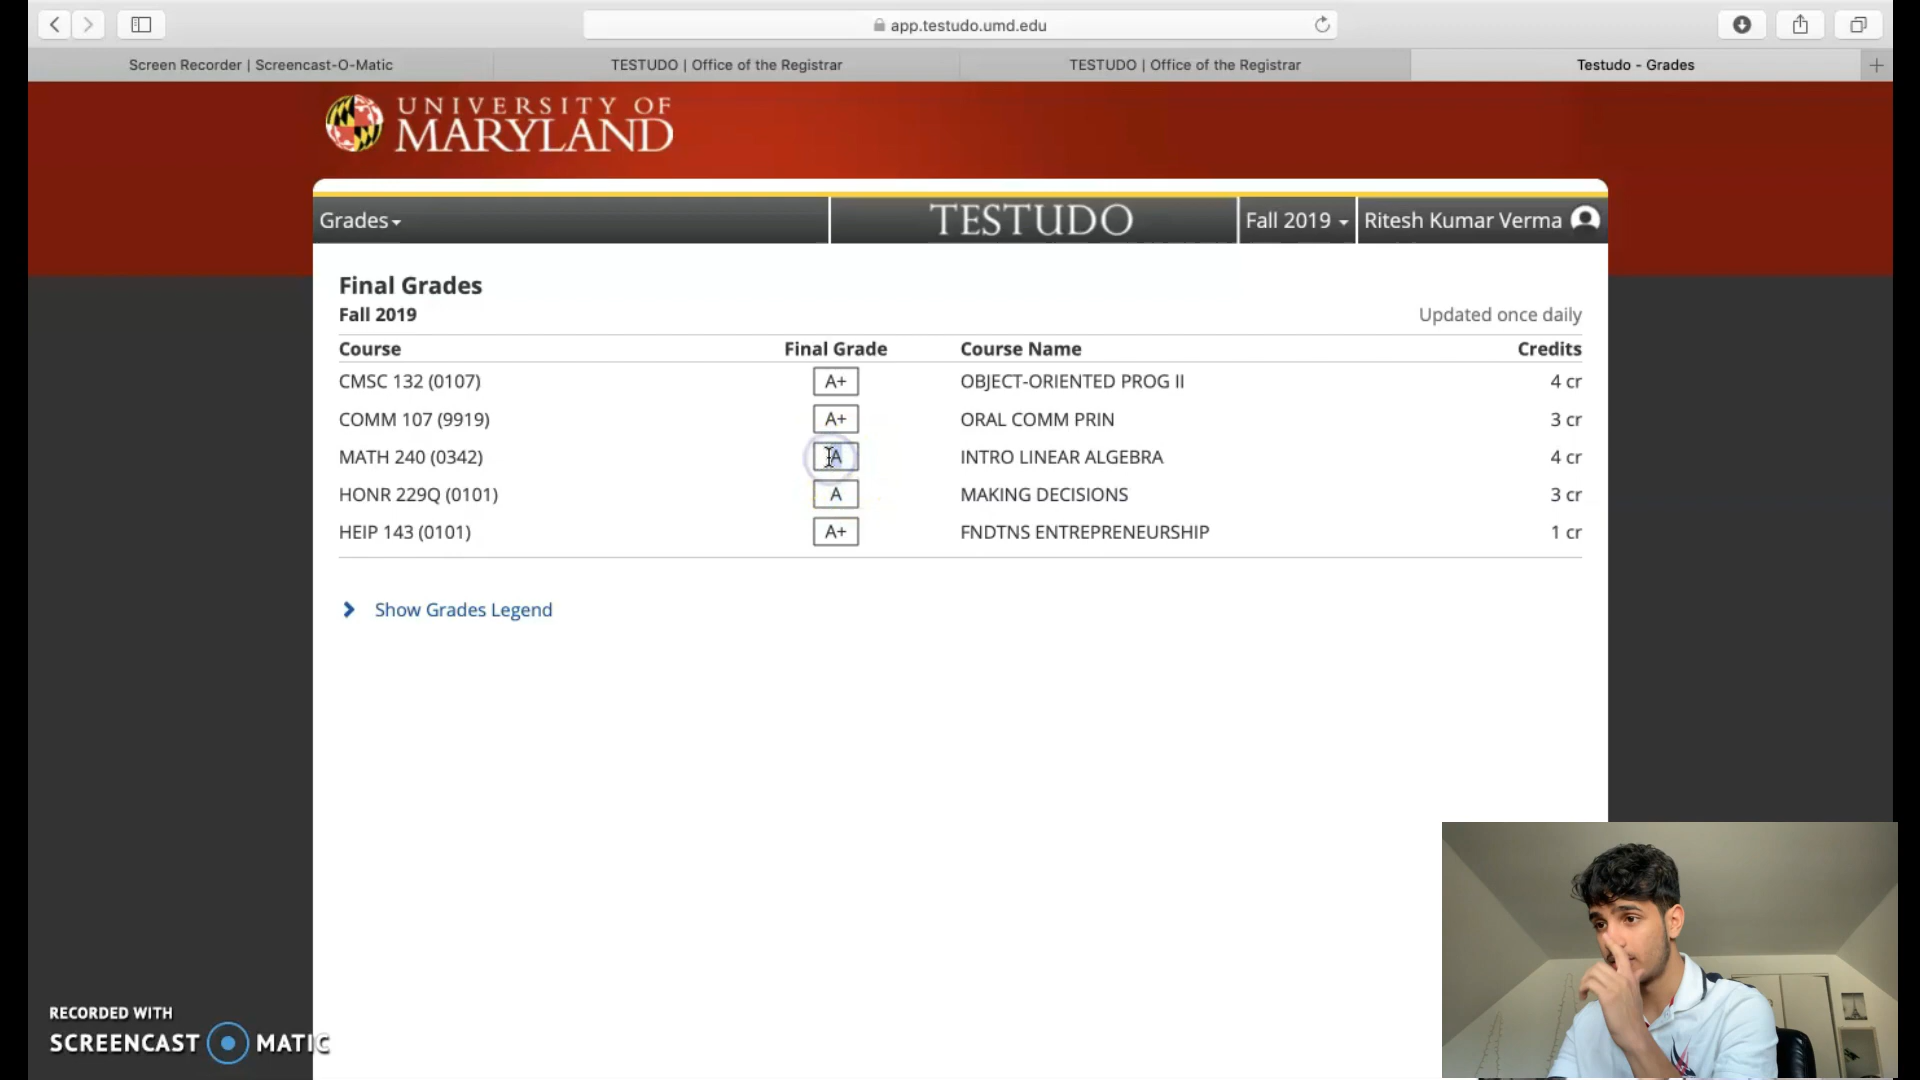 app.testudo.umd.edu
Screen Recorder | Screencast-O-Matic
TESTUDO | Office of the Registrar
TESTUDO | Office of the Registrar
Testudo - Grades
UNIVERSITY OF
MARYLAND
Grades
TESTUDO
Fall 2019
Ritesh Kumar Verma
Final Grades
Fall 2019
Updated once daily
Course Final Grade Course Name Credits
CMSC 132 (0107) A+ OBJECT-ORIENTED PROG II 4 cr
COMM 107 (9919) A+ ORAL COMM PRIN 3 cr
MATH 240 (0342) A INTRO LINEAR ALGEBRA 4 cr
HONR 229Q (0101) A MAKING DECISIONS 3 cr
HEIP 143 (0101) A+ FNDTNS ENTREPRENEURSHIP 1 cr
Show Grades Legend
RECORDED WITH
SCREENCAST MATIC